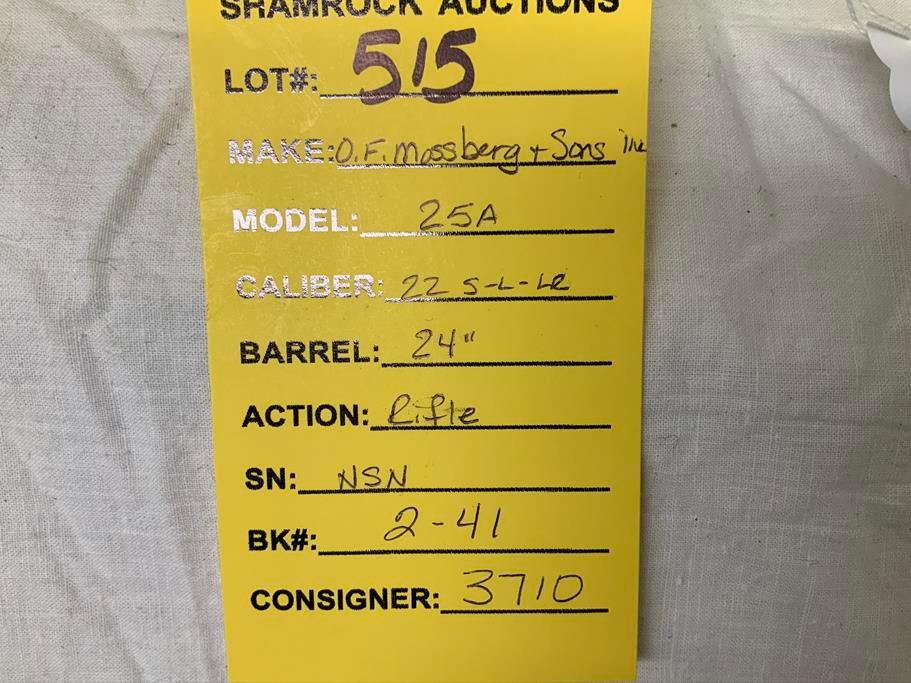 SHAMROCK AUCTIONS
LOT#: 515
MAKE: O.F. Mossberg + Sons inc
MODEL: 25A
CALIBER: 22 S-L-LR
BARREL: 24"
ACTION: Rifle
SN: NSN
BK#: 2-41
CONSIGNER: 3710